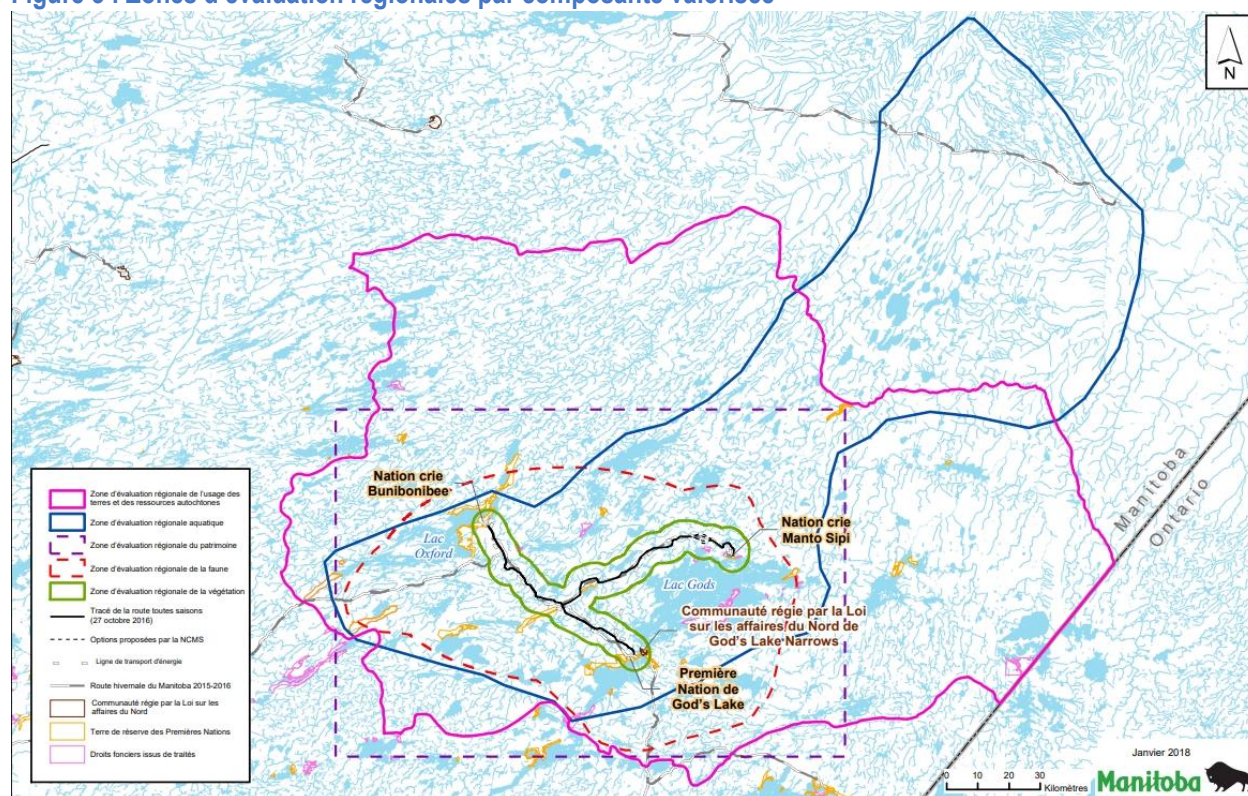 Figure 6 : Zones d'évaluation régionales par composante valorisée
N
Nation crie
Bunibonibee
Lac
Oxford
Nation crie
Manto Sipi
Lac Gods
Communauté régie par la Loi
sur les affaires du Nord de
God's Lake Narrows
Première
Nation de
God's Lake
Manitoba
Ontario
Zone d'évaluation régionale de l'usage des
terres et des ressources autochtones
Zone d'évaluation régionale aquatique
Zone d'évaluation régionale du patrimoine
Zone d'évaluation régionale de la faune
Zone d'évaluation régionale de la végétation
Tracé de la route toutes saisons
(27 octobre 2016)
Options proposées par la NCMS
Ligne de transport d'énergie
Route hivernale du Manitoba 2015-2016
Communauté régie par la Loi sur les
affaires du Nord
Terre de réserve des Premières Nations
Droits fonciers issus de traités
Janvier 2018
0 10 20 30
Kilomètres
Manitoba